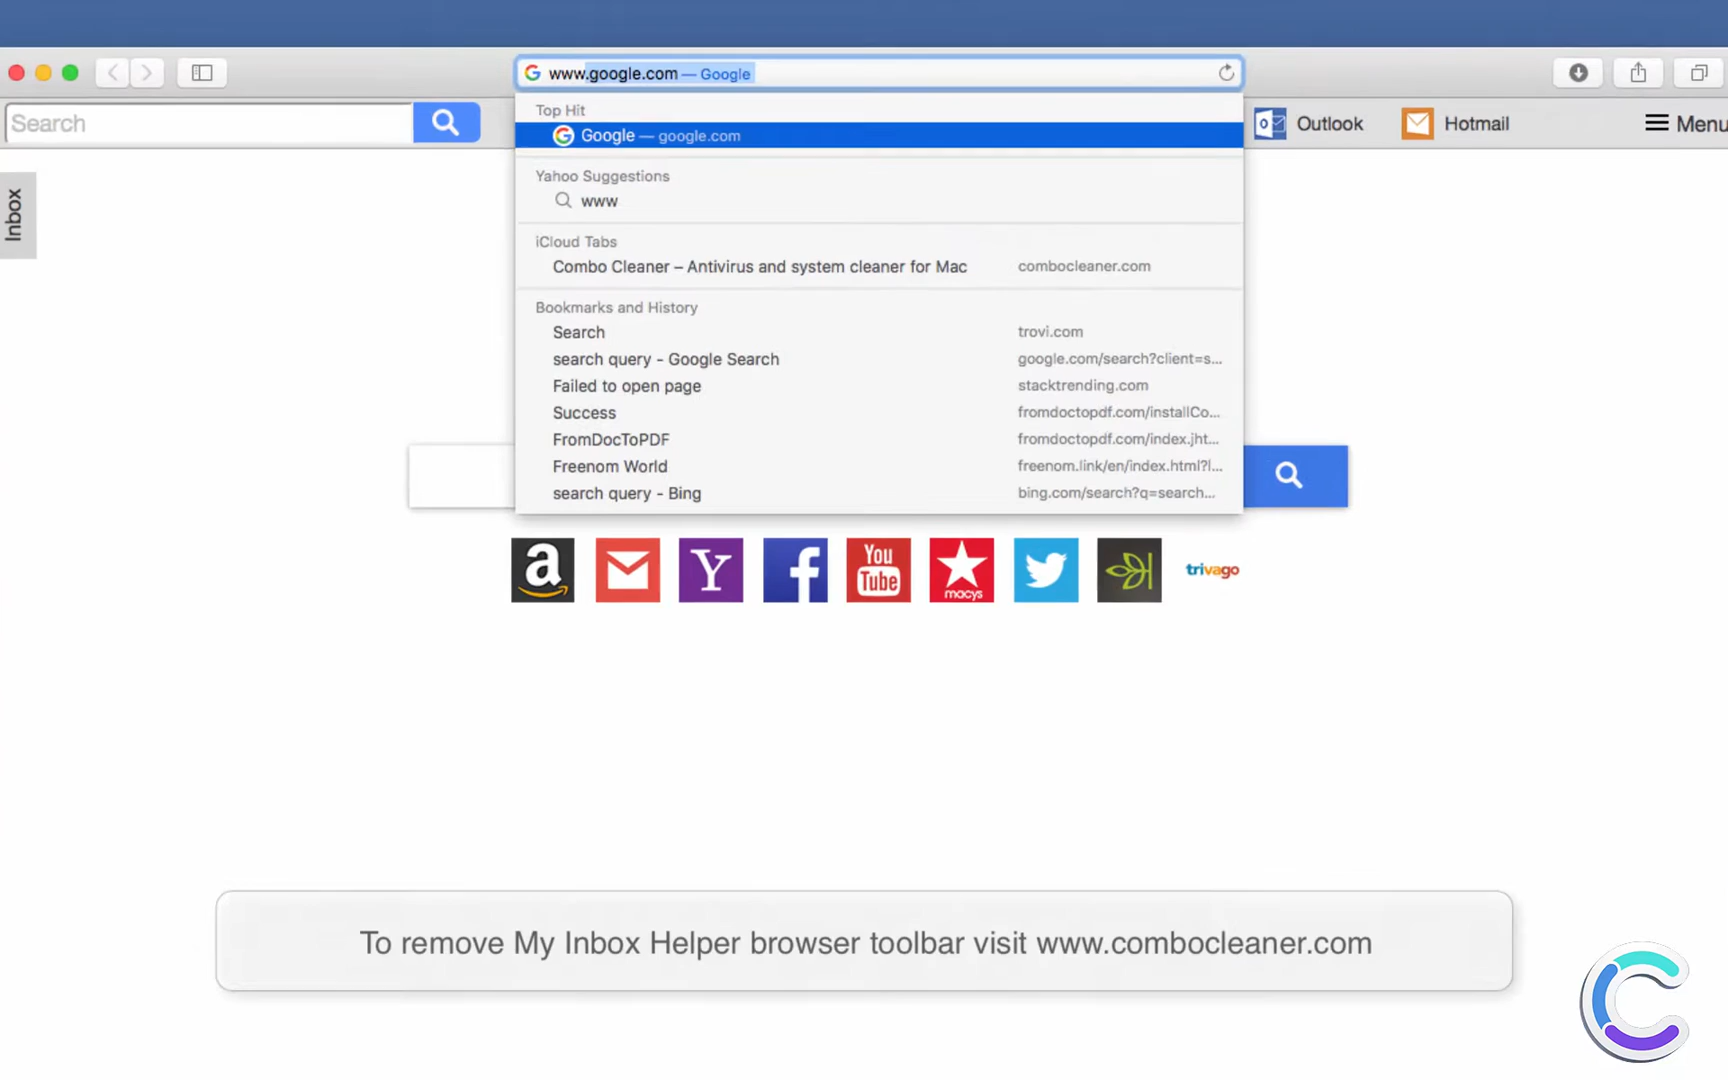 www.google.com — Google
Search
Outlook
Hotmail
Menu
Top Hit
Google — google.com
Yahoo Suggestions
www
iCloud Tabs
Combo Cleaner – Antivirus and system cleaner for Mac combocleaner.com
Bookmarks and History
Search trovi.com
search query - Google Search google.com/search?client=s...
Failed to open page stacktrending.com
Success fromdoctopdf.com/installCo...
FromDocToPDF fromdoctopdf.com/index.jht...
Freenom World freenom.link/en/index.html?l...
search query - Bing bing.com/search?q=search...
Inbox
a
Y
f
You
Tube
macys
trivago
To remove My Inbox Helper browser toolbar visit www.combocleaner.com